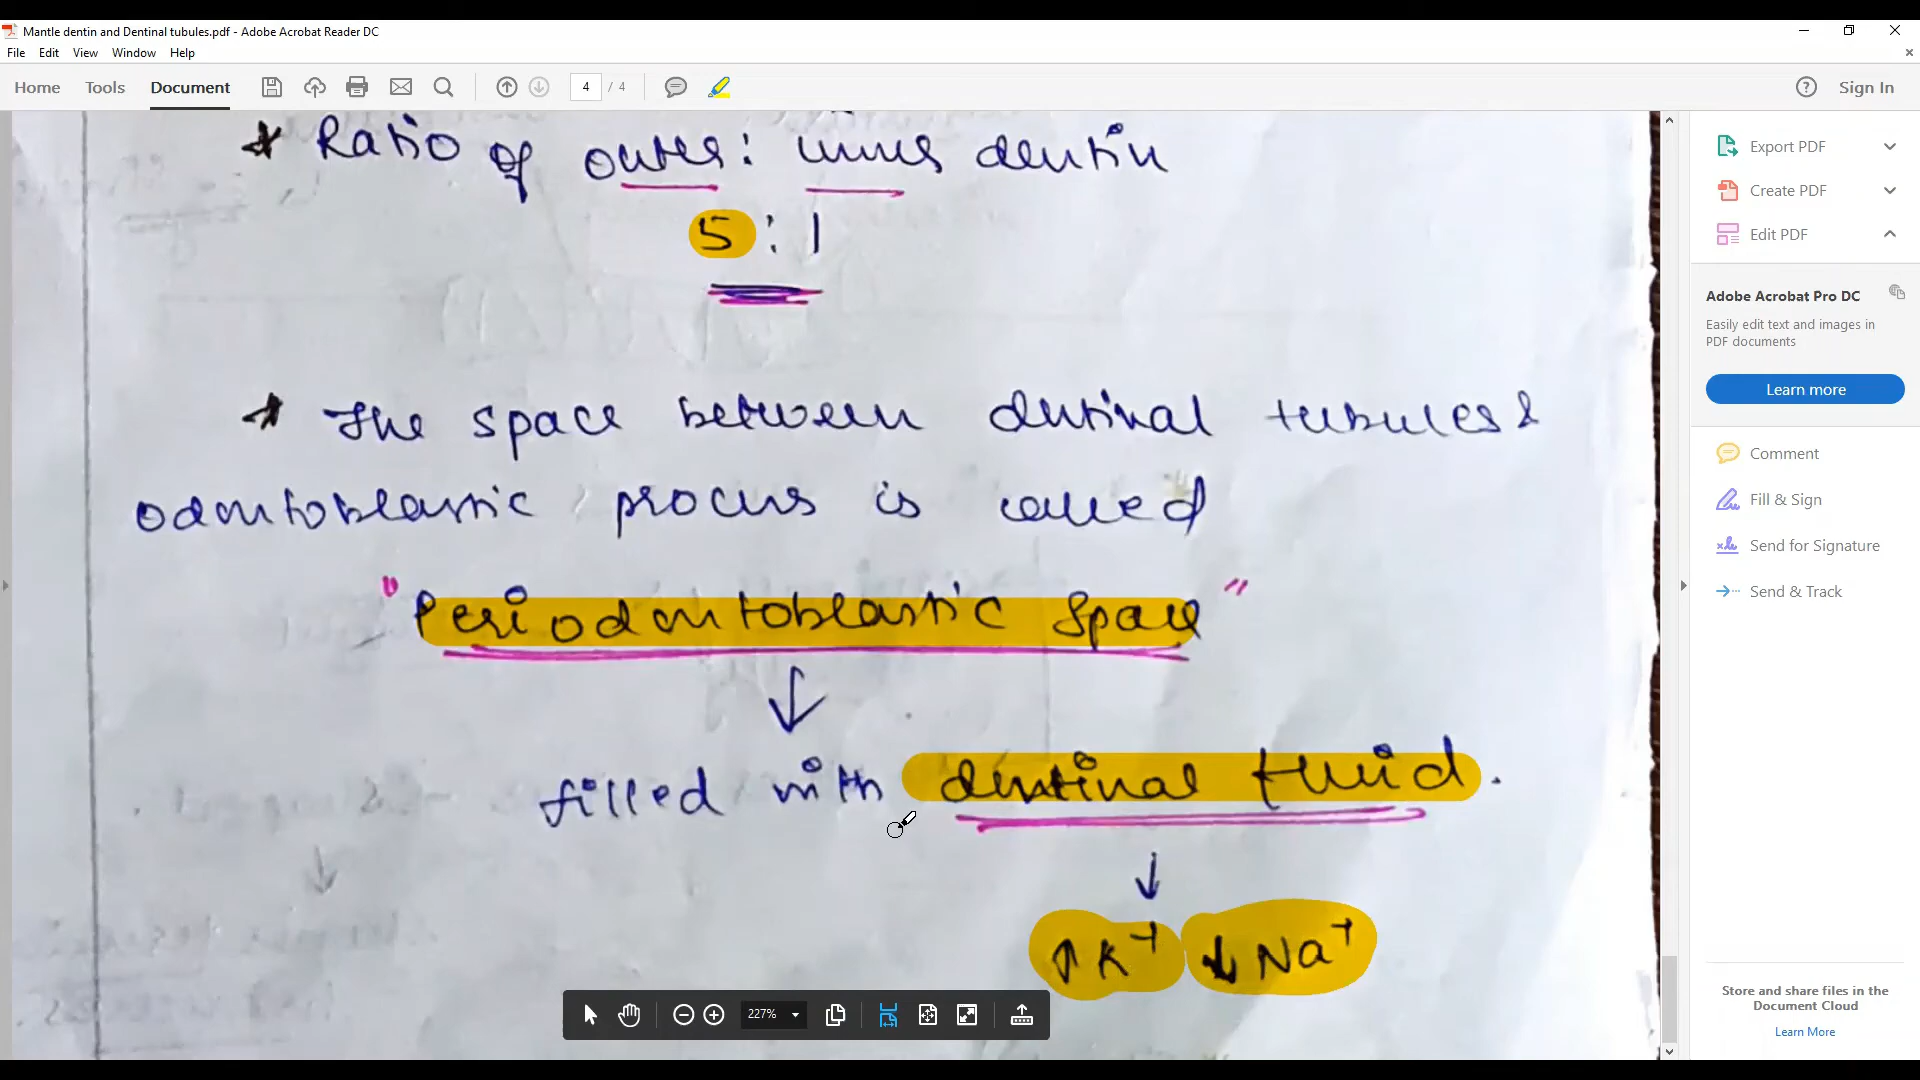 Mantle dentin and Dentinal tubules.pdf - Adobe Acrobat Reader DC
File Edit View Window Help
Home Tools Document 4 / 4 Sign In
* Ratio of outer : inner dentin
5 : 1
* The space between dentinal tubules &
odontoblastic process is called
"Periodontoblastic Space"
filled with dentinal fluid.
↑ K+ ↓ Na+
227%
Export PDF
Create PDF
Edit PDF
Adobe Acrobat Pro DC
Easily edit text and images in
PDF documents
Learn more
Comment
Fill & Sign
Send for Signature
Send & Track
Store and share files in the
Document Cloud
Learn More